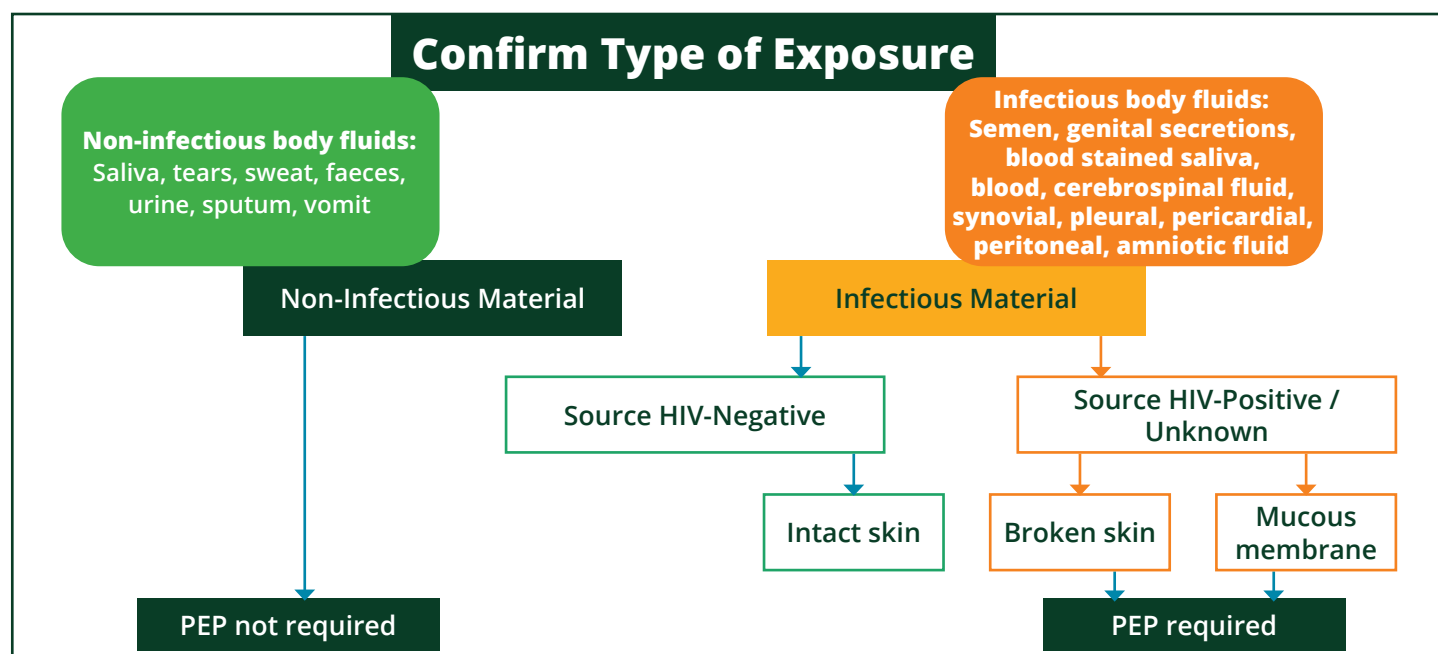 Confirm Type of Exposure
Non-infectious body fluids:
Saliva, tears, sweat, faeces,
urine, sputum, vomit
Infectious body fluids:
Semen, genital secretions,
blood stained saliva,
blood, cerebrospinal fluid,
synovial, pleural, pericardial,
peritoneal, amniotic fluid
Non-Infectious Material
Infectious Material
Source HIV-Negative
Source HIV-Positive /
Unknown
Intact skin
Broken skin
Mucous
membrane
PEP not required
PEP required